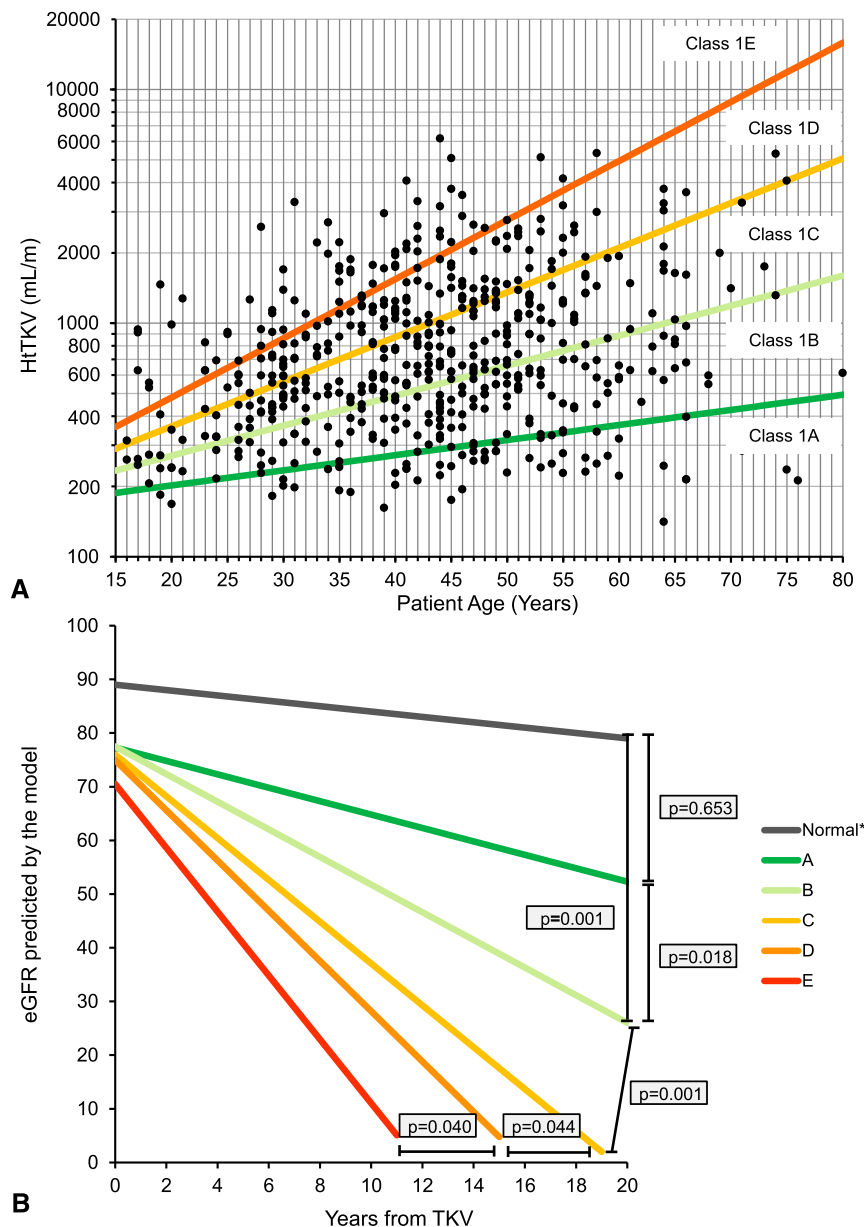 20000
Class 1E
10000
8000
Class 1D
6000
4000
Class 1C
2000
HtTKV (mL/m)
1000
Class 1B
800
600
400
Class 1A
200
100
15 20 25 30 35 40 45 50 55 60 65 70 75 80
A
Patient Age (Years)
100
90
80
70
60
50
40
30
20
10
0
eGFR predicted by the model
p=0.653
p=0.001
p=0.018
p=0.001
p=0.040
p=0.044
Normal*
A
B
C
D
E
0 2 4 6 8 10 12 14 16 18 20
B
Years from TKV